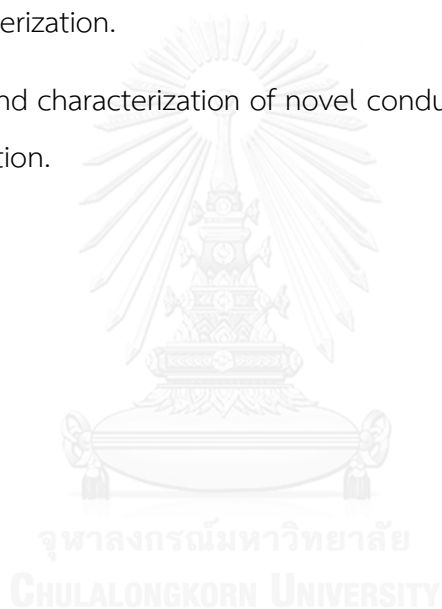 erization.
nd characterization of novel condu
tion.
จุฬาลงกรณ์มหาวิทยาลัย
CHULALONGKORN UNIVERSITY